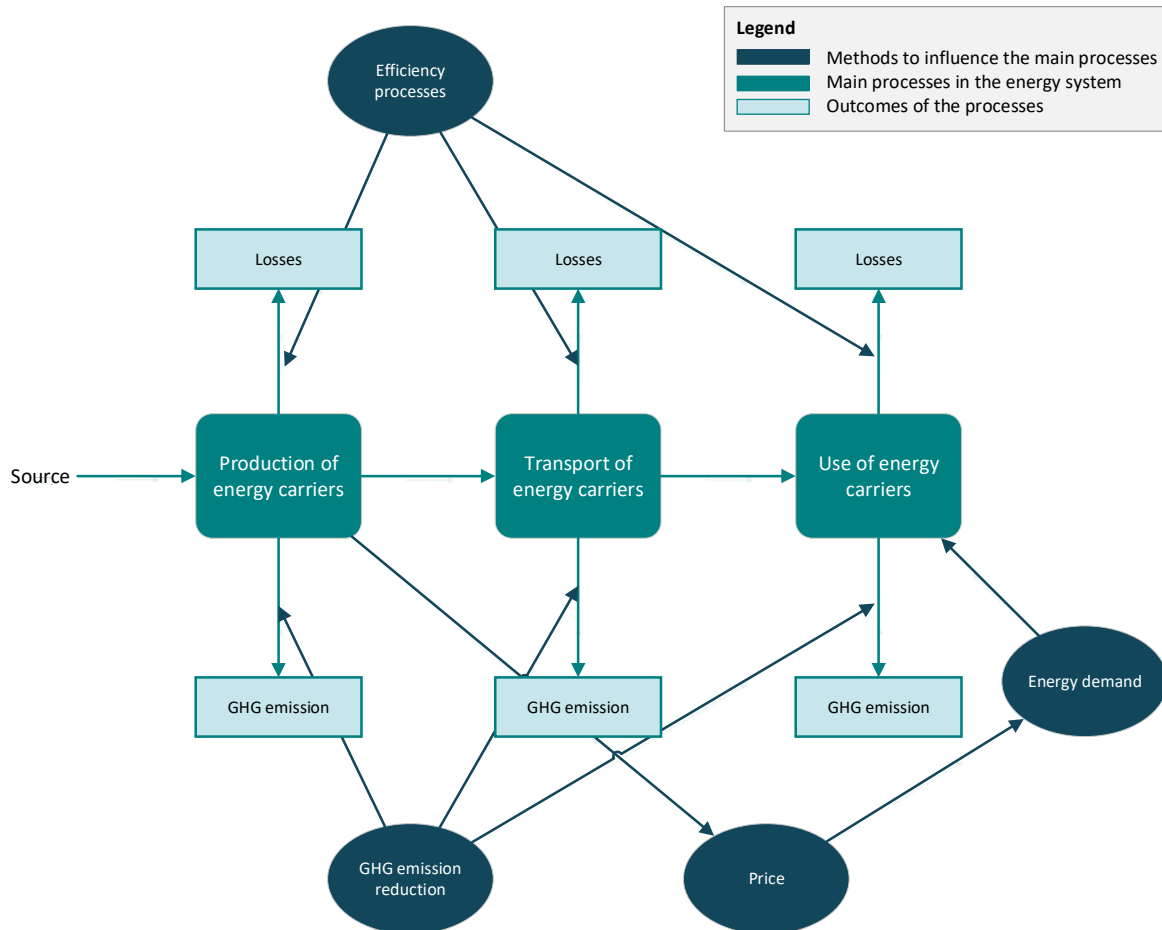 Legend
Methods to influence the main processes
Main processes in the energy system
Outcomes of the processes
Efficiency
processes
Losses
Losses
Losses
Source
Production of
energy carriers
Transport of
energy carriers
Use of energy
carriers
GHG emission
GHG emission
GHG emission
Energy demand
GHG emission
reduction
Price